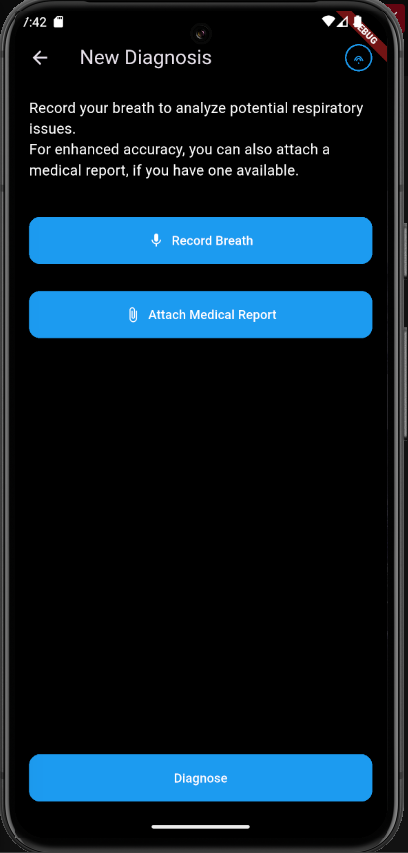 7:42
DEBUG
New Diagnosis
Record your breath to analyze potential respiratory
issues.
For enhanced accuracy, you can also attach a
medical report, if you have one available.
Record Breath
Attach Medical Report
Diagnose